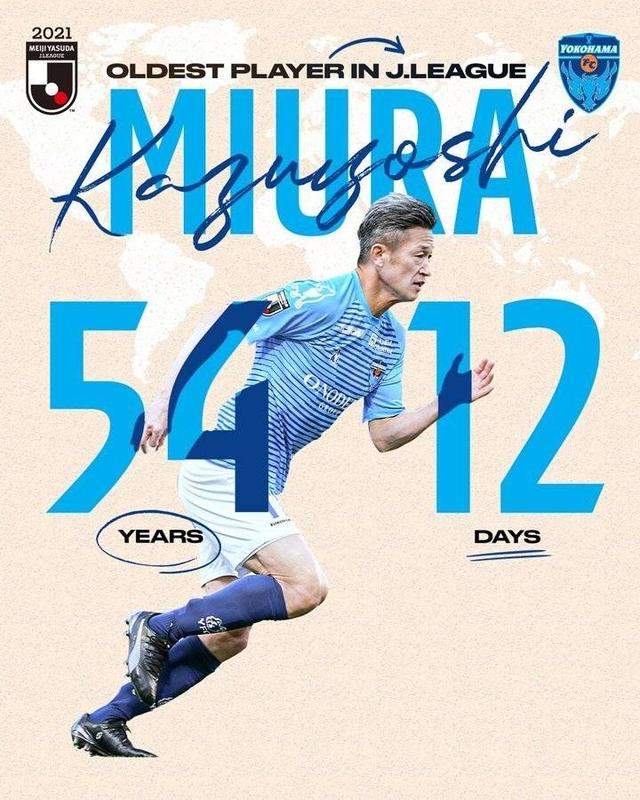 2021
MEIJI YASUDA
J.LEAGUE
YOKOHAMA
FC
OLDEST PLAYER IN J.LEAGUE
MIURA
Kazuyoshi
54 12
YEARS
DAYS